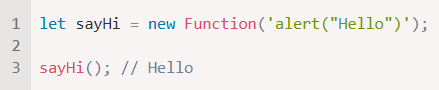 1 let sayHi = new Function('alert("Hello")');
2
3 sayHi(); // Hello